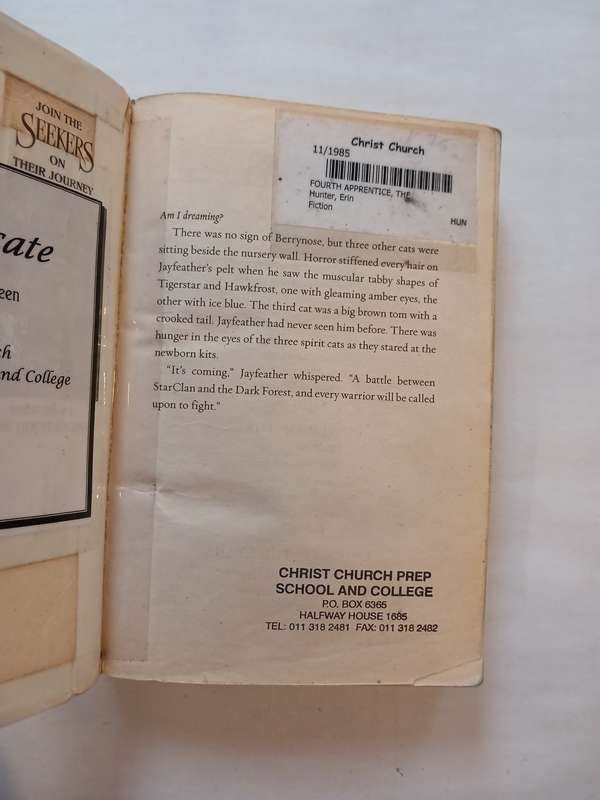 JOIN THE
SEEKERS
ON
THEIR JOURNEY
cate
een
ch
and College
Christ Church
11/1985
FOURTH APPRENTICE, THE
Hunter, Erin
Fiction
HUN
Am I dreaming?
There was no sign of Berrynose, but three other cats were
sitting beside the nursery wall. Horror stiffened every hair on
Jayfeather's pelt when he saw the muscular tabby shapes of
Tigerstar and Hawkfrost, one with gleaming amber eyes, the
other with ice blue. The third cat was a big brown tom with a
crooked tail. Jayfeather had never seen him before. There was
hunger in the eyes of the three spirit cats as they stared at the
newborn kits.
"It's coming," Jayfeather whispered. "A battle between
StarClan and the Dark Forest, and every warrior will be called
upon to fight."
CHRIST CHURCH PREP
SCHOOL AND COLLEGE
P.O. BOX 6365
HALFWAY HOUSE 1685
TEL: 011 318 2481 FAX: 011 318 2482